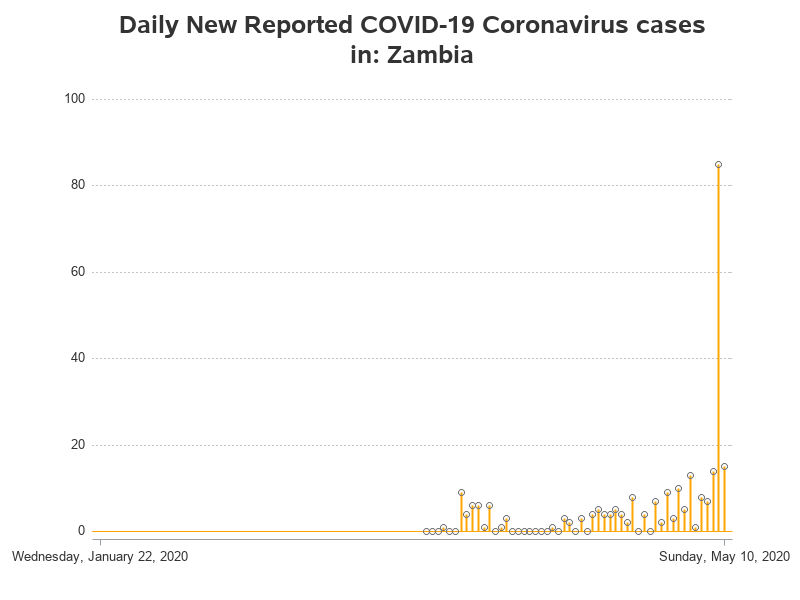 Daily New Reported COVID-19 Coronavirus cases
in: Zambia
100
80
60
40
20
0
Wednesday, January 22, 2020
Sunday, May 10, 2020